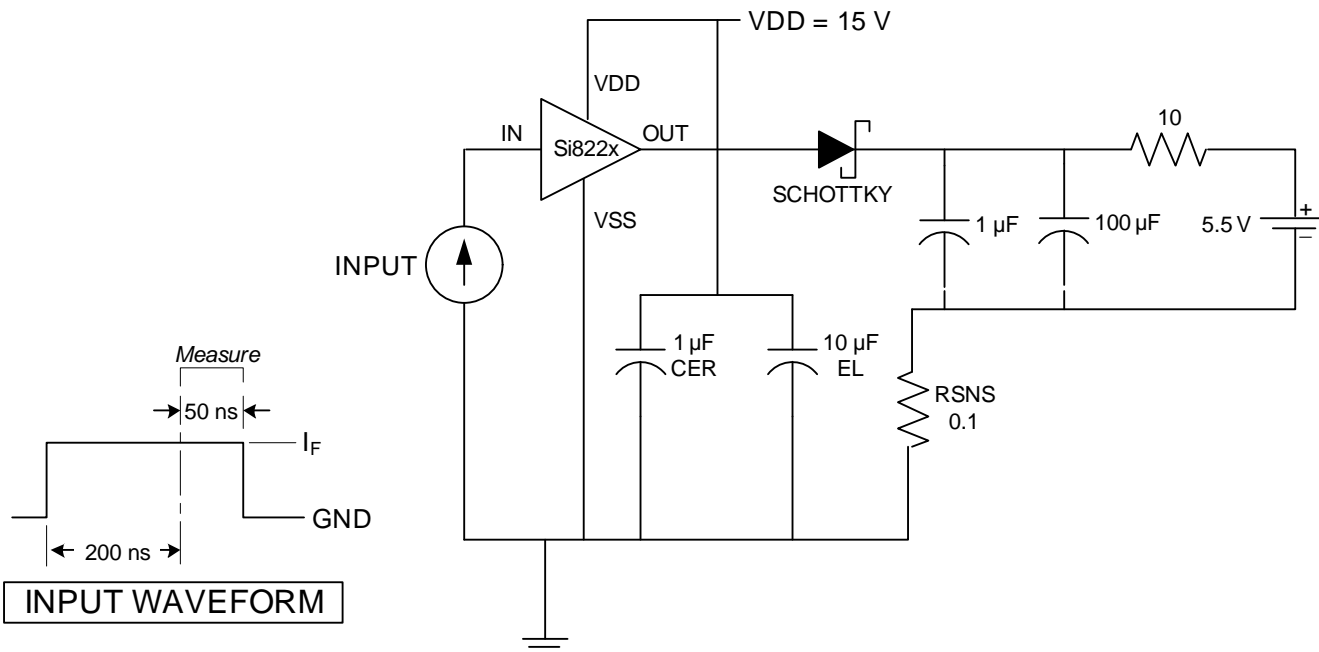 VDD = 15 V
VDD
10
IN
Si822x
OUT
SCHOTTKY
VSS
1 µF
100 µF
5.5 V
+
−
INPUT
1 µF
CER
10 µF
EL
RSNS
0.1
Measure
50 ns
IF
GND
200 ns
INPUT WAVEFORM